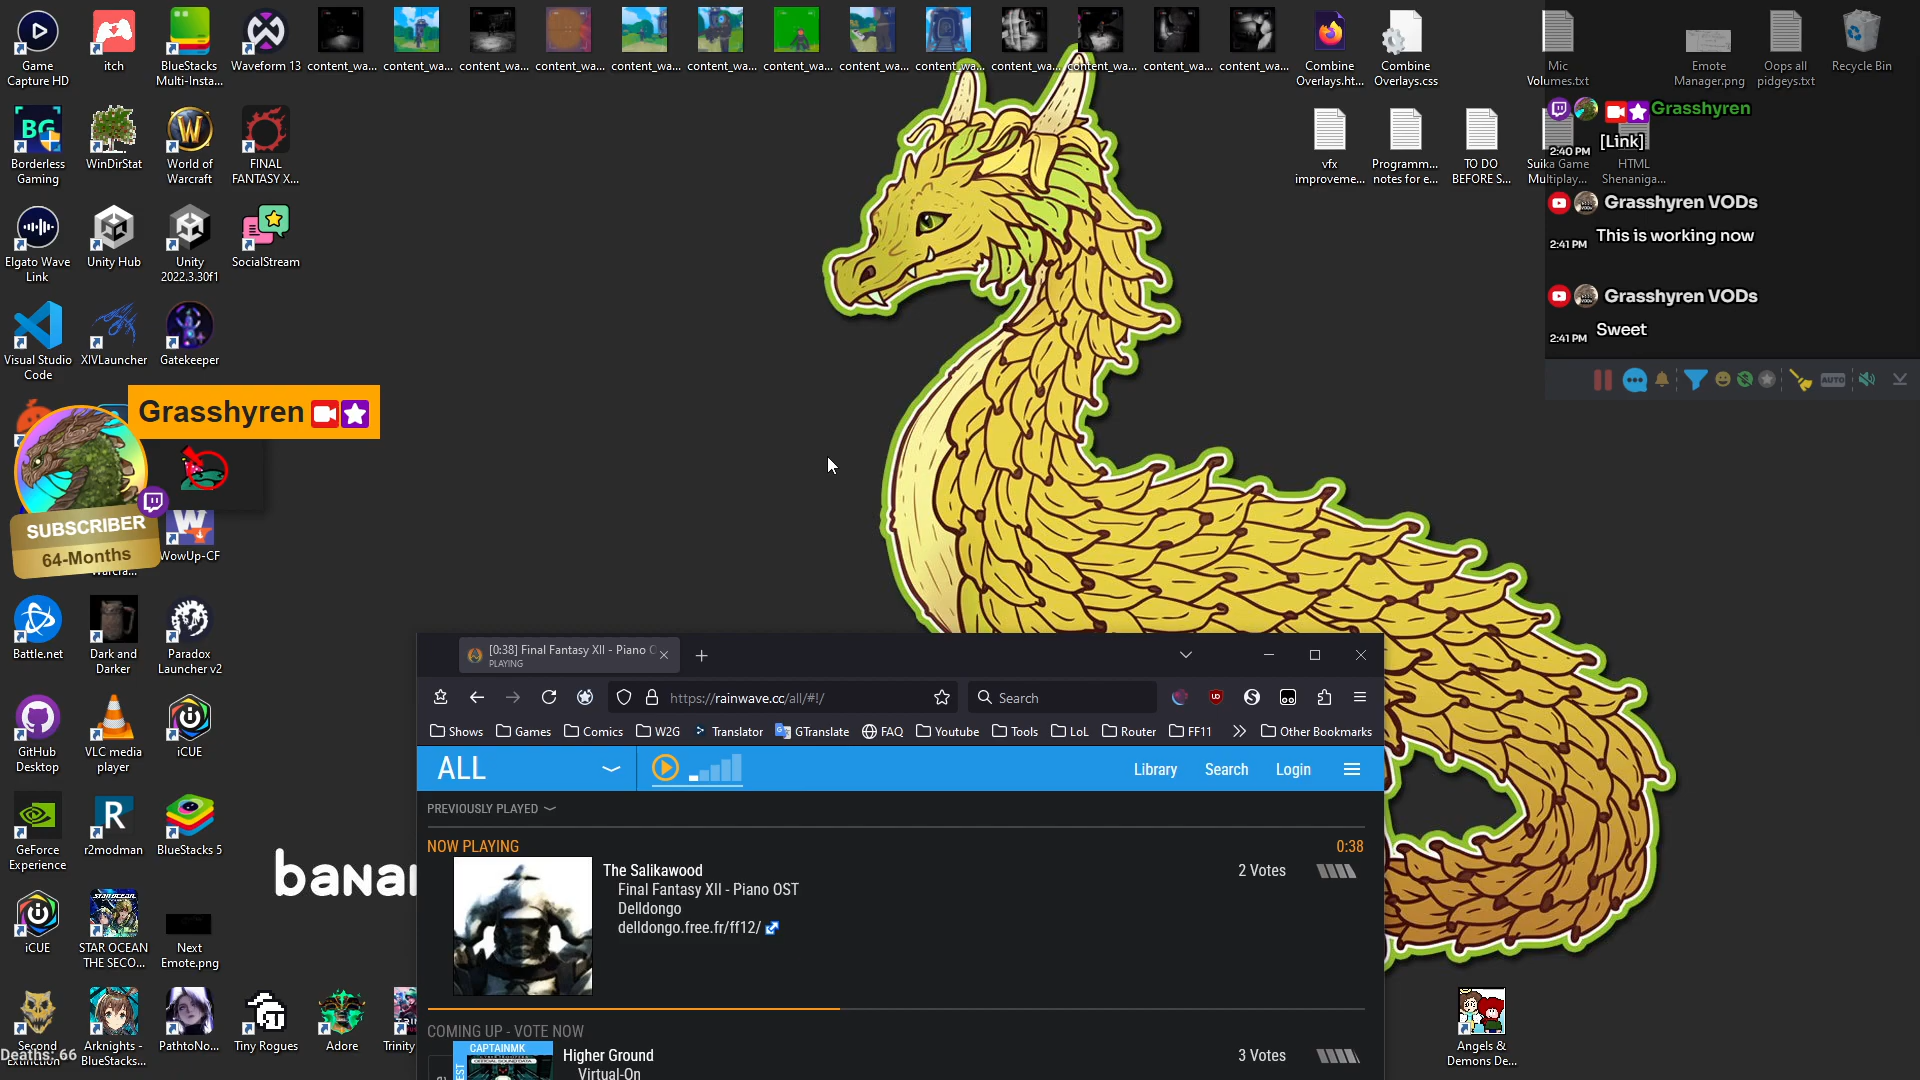 Game
Capture HD
itch
BlueStacks
Multi-Insta...
Waveform 13
content_wa...
content_wa...
content_wa...
content_wa...
content_wa...
content_wa...
content_wa...
content_wa...
content_wa...
content_wa...
content_wa...
content_wa...
content_wa...
Combine
Overlays.ht...
Combine
Overlays.css
Mic
Volumes.txt
Emote
Manager.png
Oops all
pidgeys.txt
Recycle Bin
BG
Borderless
Gaming
WinDirStat
World of
Warcraft
FINAL
FANTASY X...
vfx
improveme...
Programm...
notes for e...
TO DO
BEFORE S...
Suika Game
Multiplay...
HTML
Shenaniga...
Grasshyren
2:40 PM
[Link]
Grasshyren VODs
2:41 PM
This is working now
Grasshyren VODs
2:41 PM
Sweet
AUTO
Elgato Wave
Link
Unity Hub
Unity
2022.3.30f1
SocialStream
Visual Studio
Code
XIVLauncher
Gatekeeper
Grasshyren
SUBSCRIBER
64-Months
WowUp-CF
Battle.net
Dark and
Darker
Paradox
Launcher v2
GitHub
Desktop
VLC media
player
iCUE
GeForce
Experience
R
r2modman
BlueStacks 5
iCUE
STAR OCEAN
THE SECO...
Next
Emote.png
Second
Extinction
Deaths: 66
Arknights -
BlueStacks...
PathtoNo...
Tiny Rogues
Adore
Trinity
banan
[0:38] Final Fantasy XII - Piano O
PLAYING
https://rainwave.cc/all/#!/
Search
Shows
Games
Comics
W2G
Translator
GTranslate
FAQ
Youtube
Tools
LoL
Router
FF11
Other Bookmarks
ALL
Library
Search
Login
PREVIOUSLY PLAYED
NOW PLAYING
0:38
The Salikawood
2 Votes
Final Fantasy XII - Piano OST
Delldongo
delldongo.free.fr/ff12/
COMING UP - VOTE NOW
CAPTAINMK
Higher Ground
3 Votes
Virtual-On
Angels &
Demons De...